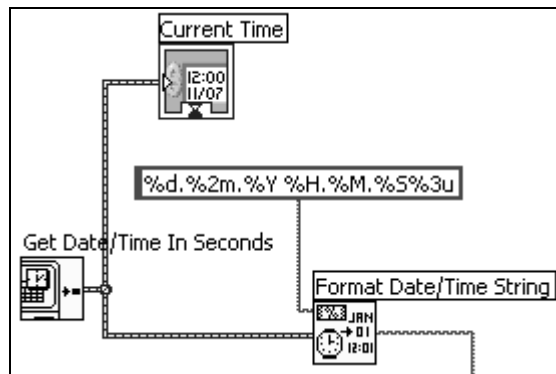 Current Time
12:00
11/07
%d.%2m.%Y %H.%M.%S%3u
Get Date/Time In Seconds
Format Date/Time String
%3
JAN
01
12:01